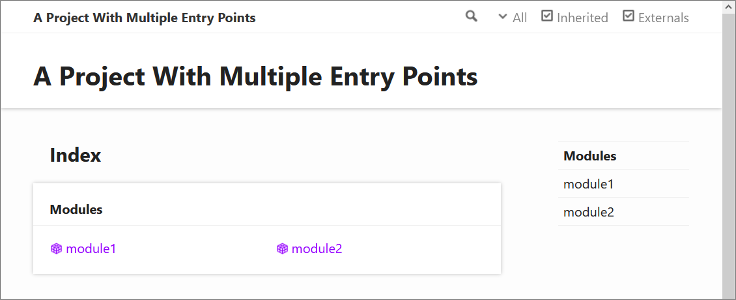 A Project With Multiple Entry Points
All Inherited Externals
A Project With Multiple Entry Points
Index
Modules
module1 module2
Modules
module1
module2